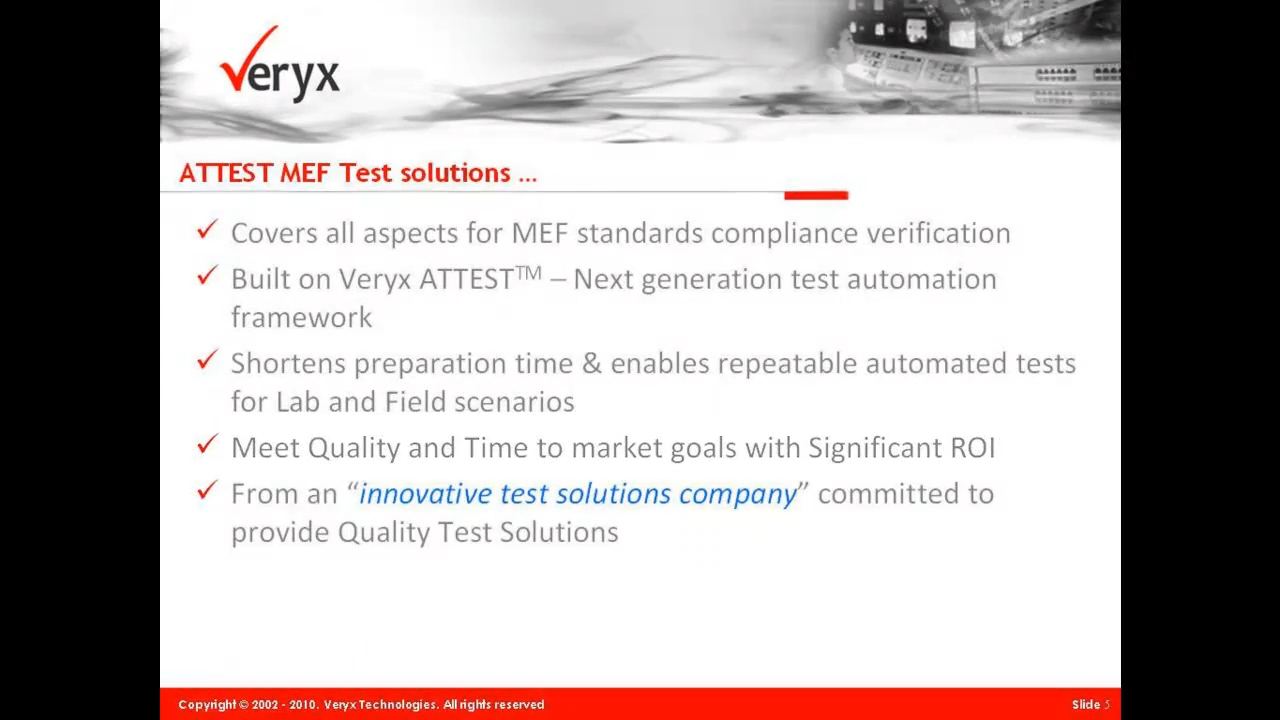 Veryx
ATTEST MEF Test solutions ...
✓ Covers all aspects for MEF standards compliance verification
✓ Built on Veryx ATTEST™ – Next generation test automation
framework
✓ Shortens preparation time & enables repeatable automated tests
for Lab and Field scenarios
✓ Meet Quality and Time to market goals with Significant ROI
✓ From an “innovative test solutions company” committed to
provide Quality Test Solutions
Copyright © 2002 - 2010. Veryx Technologies. All rights reserved
Slide 5